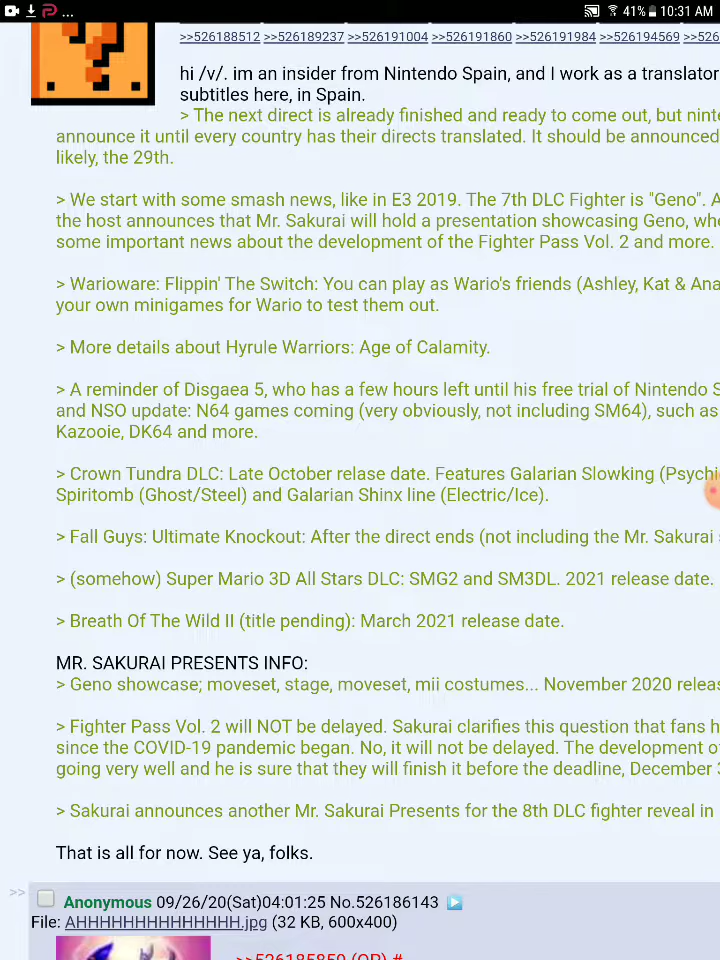 41% 10:31 AM
>>526188512 >>526189237 >>526191004 >>526191860 >>526191984 >>526194569 >>526
hi /v/. im an insider from Nintendo Spain, and I work as a translator
subtitles here, in Spain.
> The next direct is already finished and ready to come out, but ninte
announce it until every country has their directs translated. It should be announced
likely, the 29th.
> We start with some smash news, like in E3 2019. The 7th DLC Fighter is "Geno". A
the host announces that Mr. Sakurai will hold a presentation showcasing Geno, whe
some important news about the development of the Fighter Pass Vol. 2 and more.
> Warioware: Flippin' The Switch: You can play as Wario's friends (Ashley, Kat & Ana
your own minigames for Wario to test them out.
> More details about Hyrule Warriors: Age of Calamity.
> A reminder of Disgaea 5, who has a few hours left until his free trial of Nintendo S
and NSO update: N64 games coming (very obviously, not including SM64), such as
Kazooie, DK64 and more.
> Crown Tundra DLC: Late October relase date. Features Galarian Slowking (Psychi
Spiritomb (Ghost/Steel) and Galarian Shinx line (Electric/Ice).
> Fall Guys: Ultimate Knockout: After the direct ends (not including the Mr. Sakurai
> (somehow) Super Mario 3D All Stars DLC: SMG2 and SM3DL. 2021 release date.
> Breath Of The Wild II (title pending): March 2021 release date.
MR. SAKURAI PRESENTS INFO:
> Geno showcase; moveset, stage, moveset, mii costumes... November 2020 releas
> Fighter Pass Vol. 2 will NOT be delayed. Sakurai clarifies this question that fans h
since the COVID-19 pandemic began. No, it will not be delayed. The development o
going very well and he is sure that they will finish it before the deadline, December 3
> Sakurai announces another Mr. Sakurai Presents for the 8th DLC fighter reveal in
That is all for now. See ya, folks.
>> Anonymous 09/26/20(Sat)04:01:25 No.526186143
File: AHHHHHHHHHHHHHH.jpg (32 KB, 600x400)
>>526185859 (OP) #